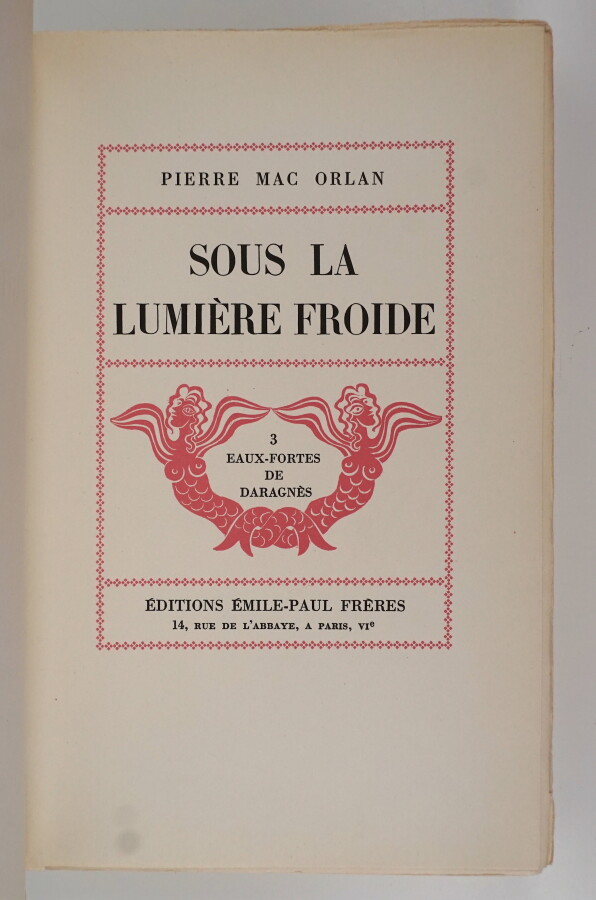 PIERRE MAC ORLAN
SOUS LA
LUMIÈRE FROIDE
3
EAUX-FORTES
DE
DARAGNÈS
ÉDITIONS ÉMILE-PAUL FRÈRES
14, RUE DE L'ABBAYE, A PARIS, VIe